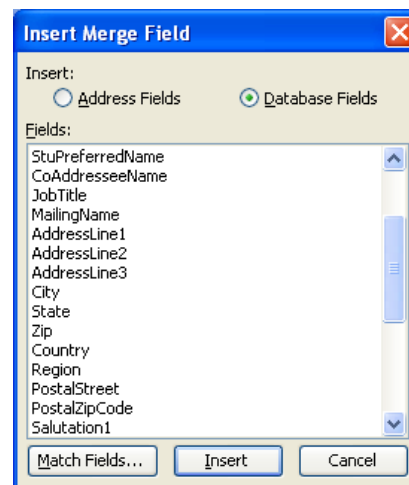 Insert Merge Field
Insert:
Address Fields Database Fields
Fields:
StuPreferredName
CoAddresseeName
JobTitle
MailingName
AddressLine1
AddressLine2
AddressLine3
City
State
Zip
Country
Region
PostalStreet
PostalZipCode
Salutation1
Match Fields... Insert Cancel